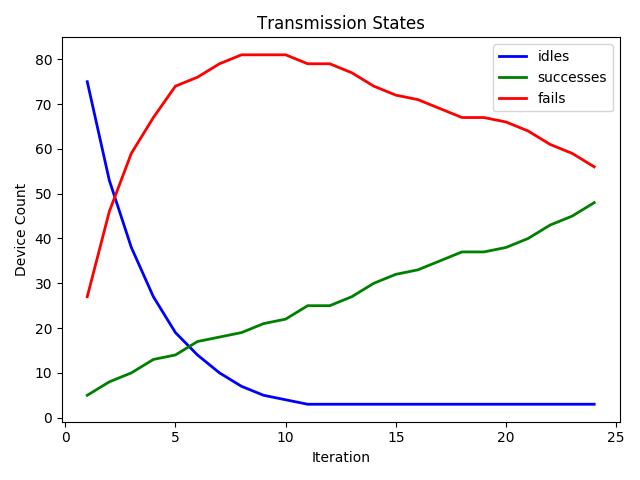 Transmission States
idles
successes
fails
Device Count
80
70
60
50
40
30
20
10
0
0 5 10 15 20 25
Iteration